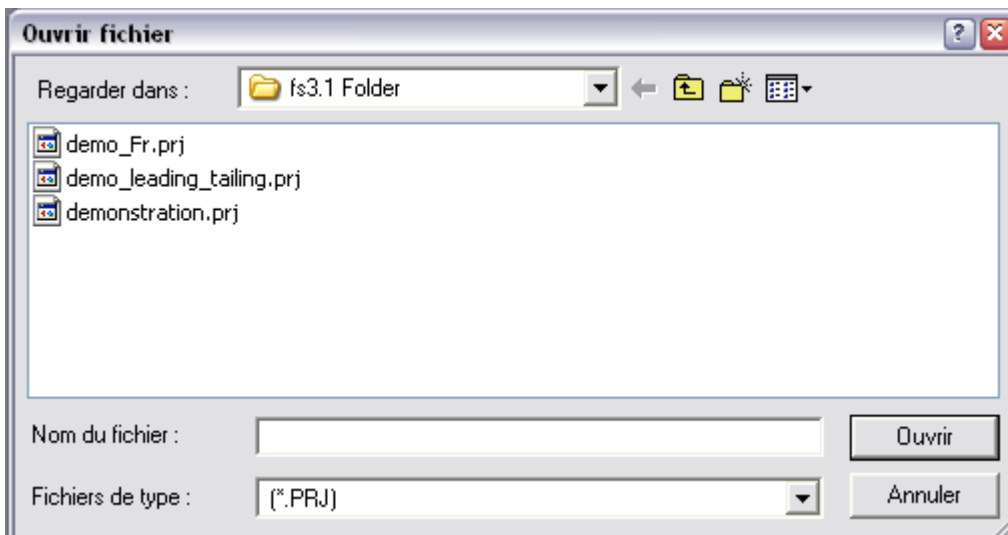 Ouvrir fichier
Regarder dans : fs3.1 Folder
demo_Fr.prj
demo_leading_tailing.prj
demonstration.prj
Nom du fichier : Ouvrir
Fichiers de type : (*.PRJ) Annuler